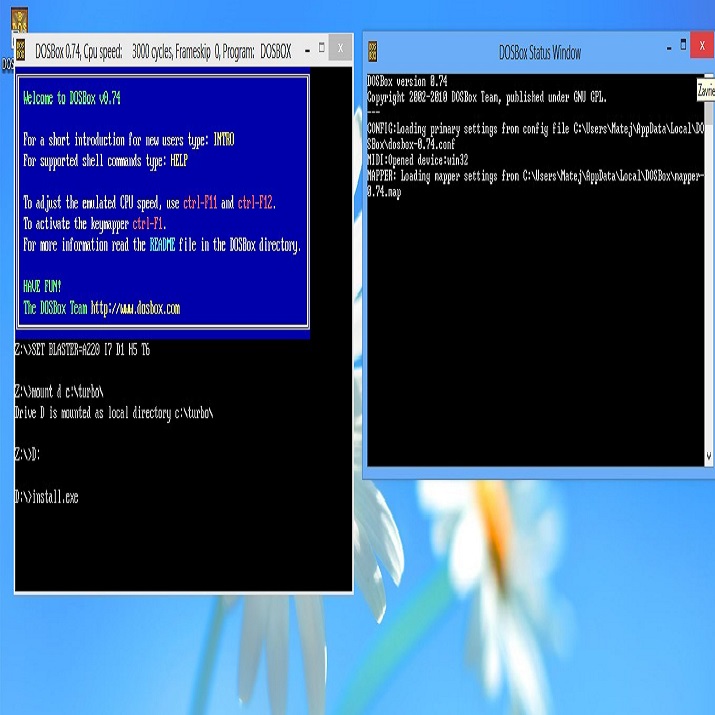 DOSBox 0.74, Cpu speed: 3000 cycles, Frameskip 0, Program: DOSBOX
Welcome to DOSBox v0.74
For a short introduction for new users type: INTRO
For supported shell commands type: HELP
To adjust the emulated CPU speed, use ctrl-F11 and ctrl-F12.
To activate the keymapper ctrl-F1.
For more information read the README file in the DOSBox directory.
HAVE FUN!
The DOSBox Team http://www.dosbox.com
Z:\>SET BLASTER=A220 I7 D1 H5 T6
Z:\>mount d c:\turbo\
Drive D is mounted as local directory c:\turbo\
Z:\>D:
D:\>install.exe
DOSBox Status Window
DOSBox version 0.74
Copyright 2002-2010 DOSBox Team, published under GNU GPL.
---
CONFIG:Loading primary settings from config file C:\Users\Matej\AppData\Local\DO
SBox\dosbox-0.74.conf
MIDI:Opened device:win32
MAPPER: Loading mapper settings from C:\Users\Matej\AppData\Local\DOSBox\mapper-
0.74.map